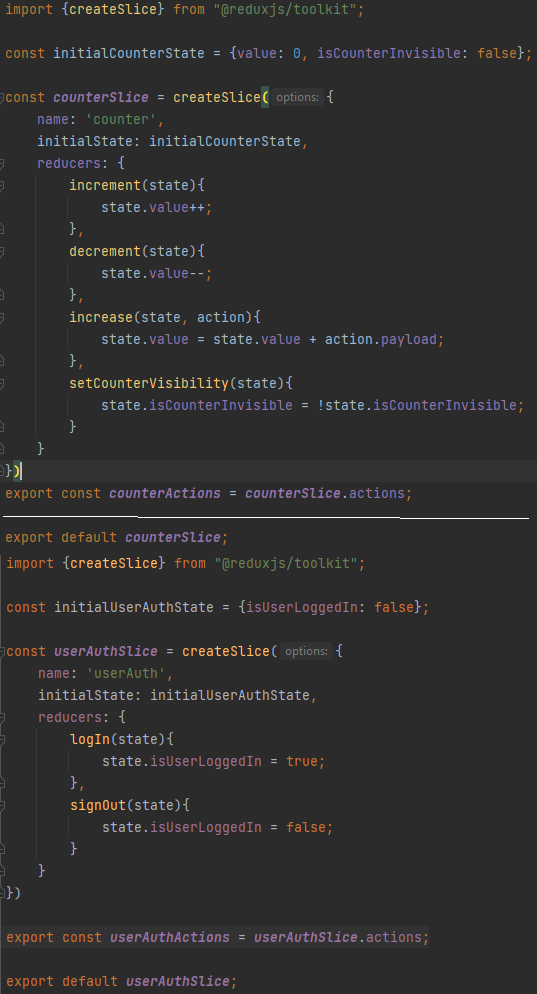 import {createSlice} from "@reduxjs/toolkit";
const initialCounterState = {value: 0, isCounterInvisible: false};
const counterSlice = createSlice( options: {
name: 'counter',
initialState: initialCounterState,
reducers: {
increment(state){
state.value++;
},
decrement(state){
state.value--;
},
increase(state, action){
state.value = state.value + action.payload;
},
setCounterVisibility(state){
state.isCounterInvisible = !state.isCounterInvisible;
}
}
})
export const counterActions = counterSlice.actions;
export default counterSlice;
import {createSlice} from "@reduxjs/toolkit";
const initialUserAuthState = {isUserLoggedIn: false};
const userAuthSlice = createSlice( options: {
name: 'userAuth',
initialState: initialUserAuthState,
reducers: {
logIn(state){
state.isUserLoggedIn = true;
},
signOut(state){
state.isUserLoggedIn = false;
}
}
})
export const userAuthActions = userAuthSlice.actions;
export default userAuthSlice;